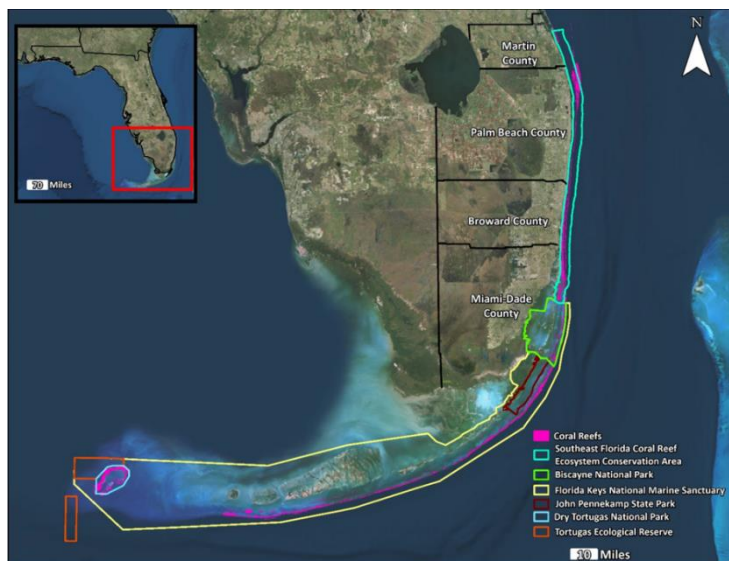 N
Martin
County
Palm Beach County
Broward County
Miami-Dade
County
70 Miles
Coral Reefs
Southeast Florida Coral Reef
Ecosystem Conservation Area
Biscayne National Park
Florida Keys National Marine Sanctuary
John Pennekamp State Park
Dry Tortugas National Park
Tortugas Ecological Reserve
10 Miles